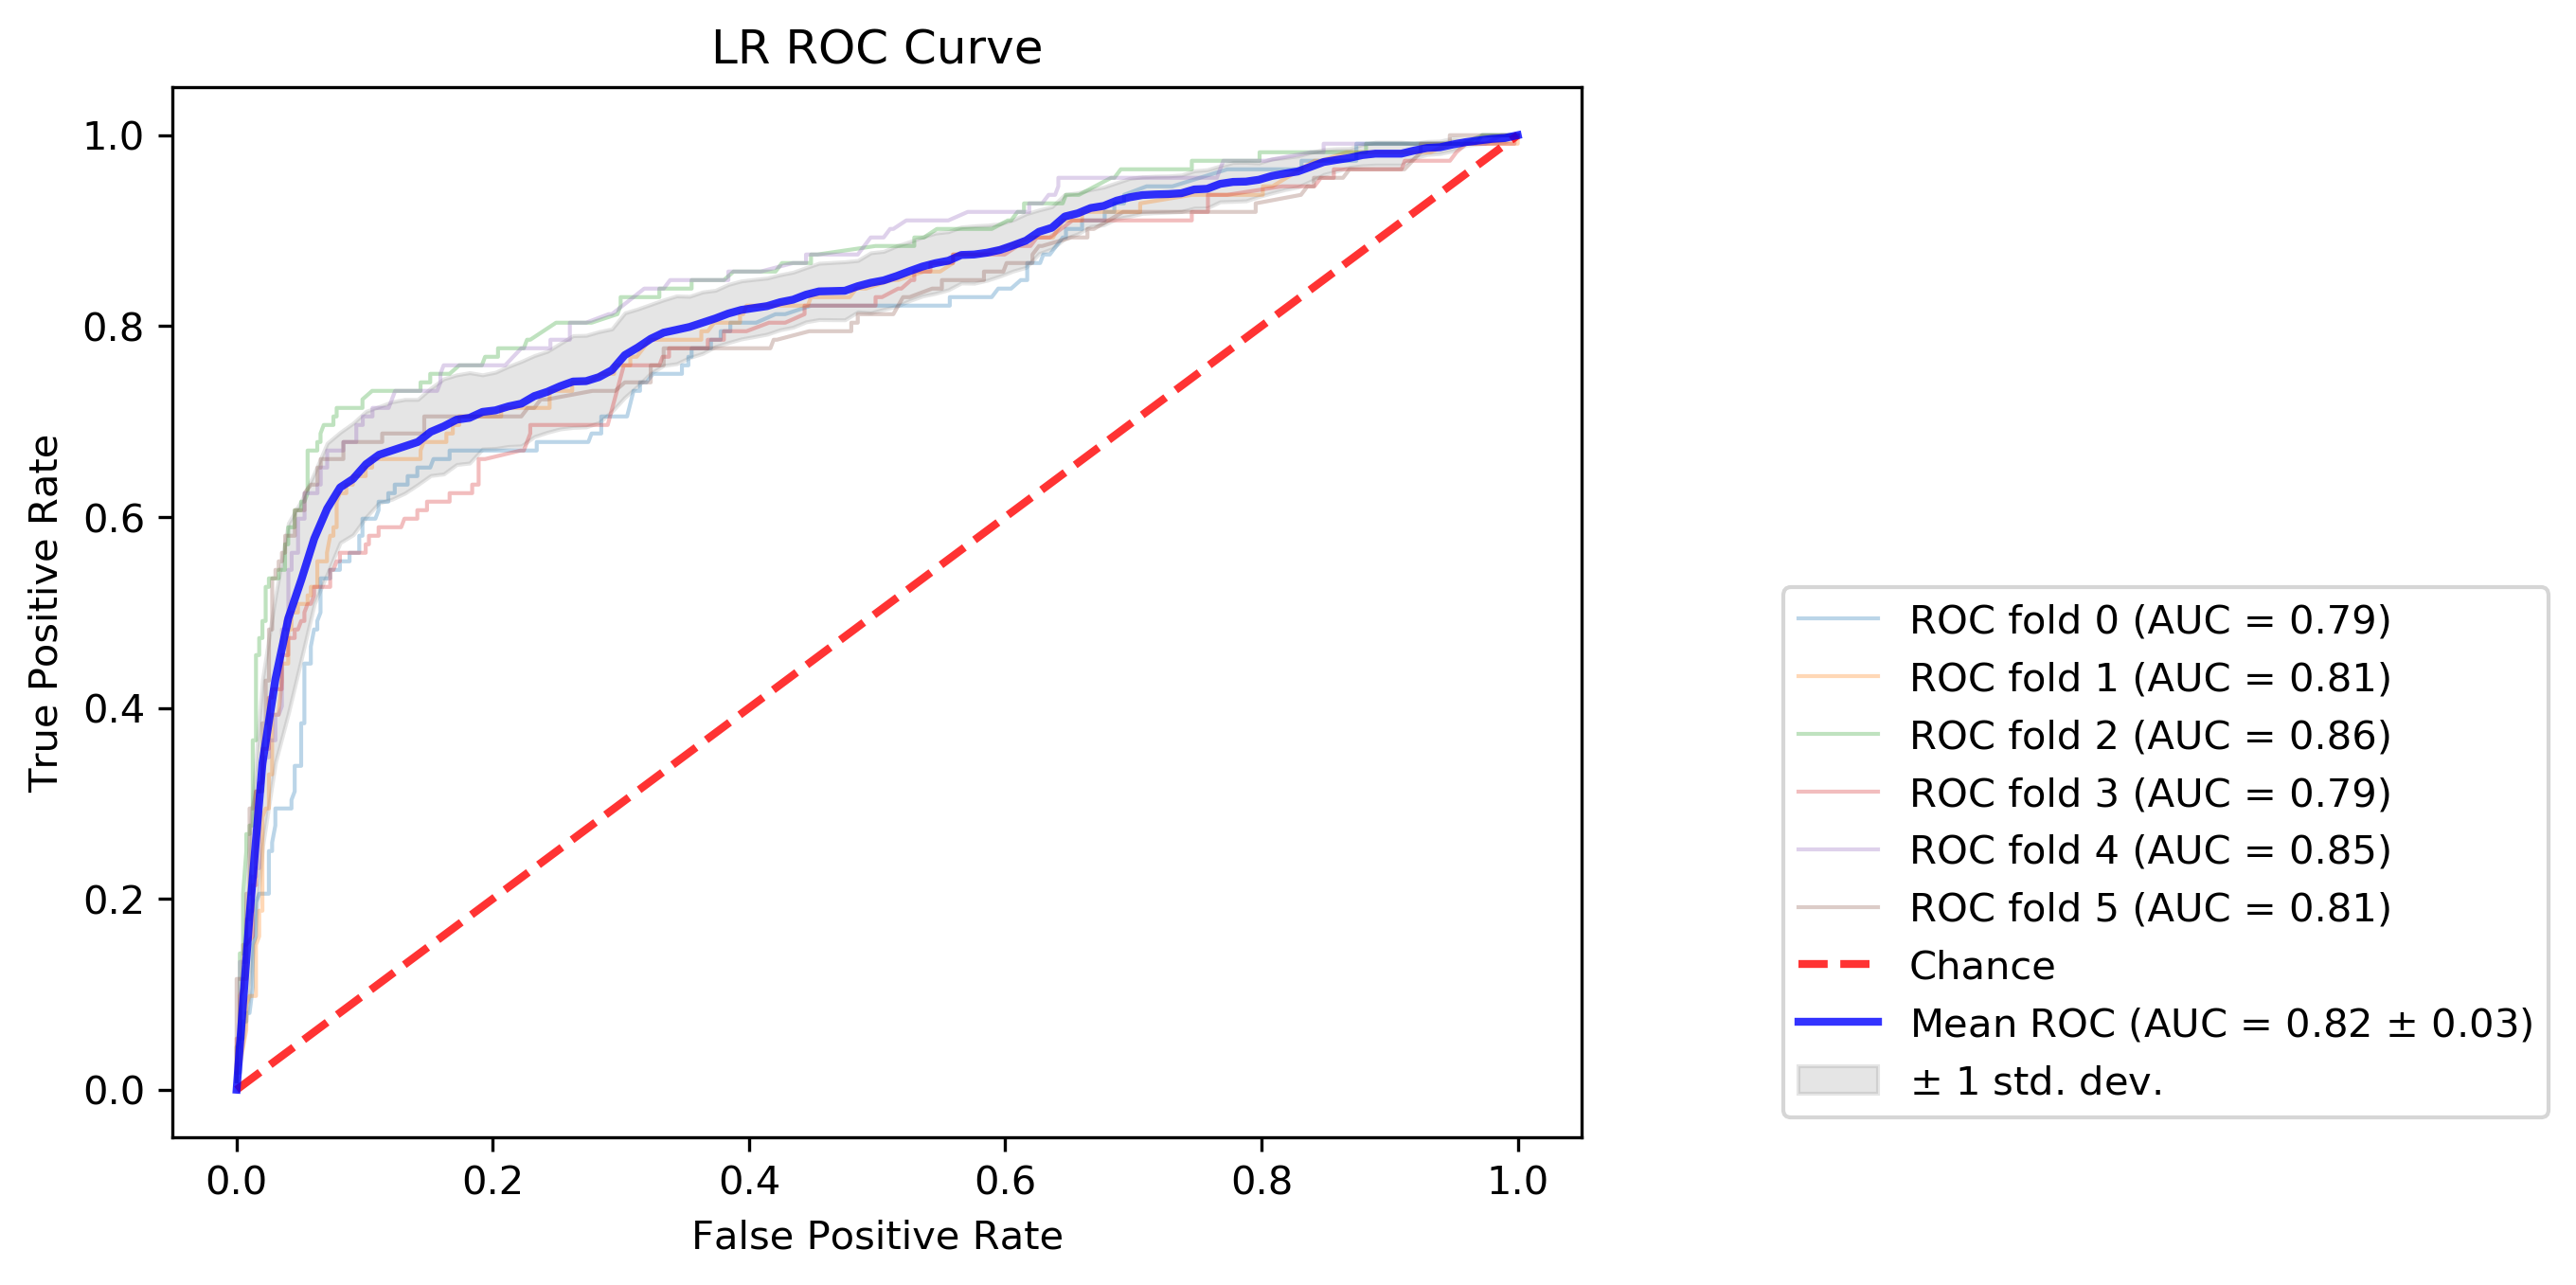 LR ROC Curve
True Positive Rate
1.0
0.8
0.6
0.4
0.2
0.0
0.0 0.2 0.4 0.6 0.8 1.0
False Positive Rate
ROC fold 0 (AUC = 0.79)
ROC fold 1 (AUC = 0.81)
ROC fold 2 (AUC = 0.86)
ROC fold 3 (AUC = 0.79)
ROC fold 4 (AUC = 0.85)
ROC fold 5 (AUC = 0.81)
Chance
Mean ROC (AUC = 0.82 ± 0.03)
± 1 std. dev.